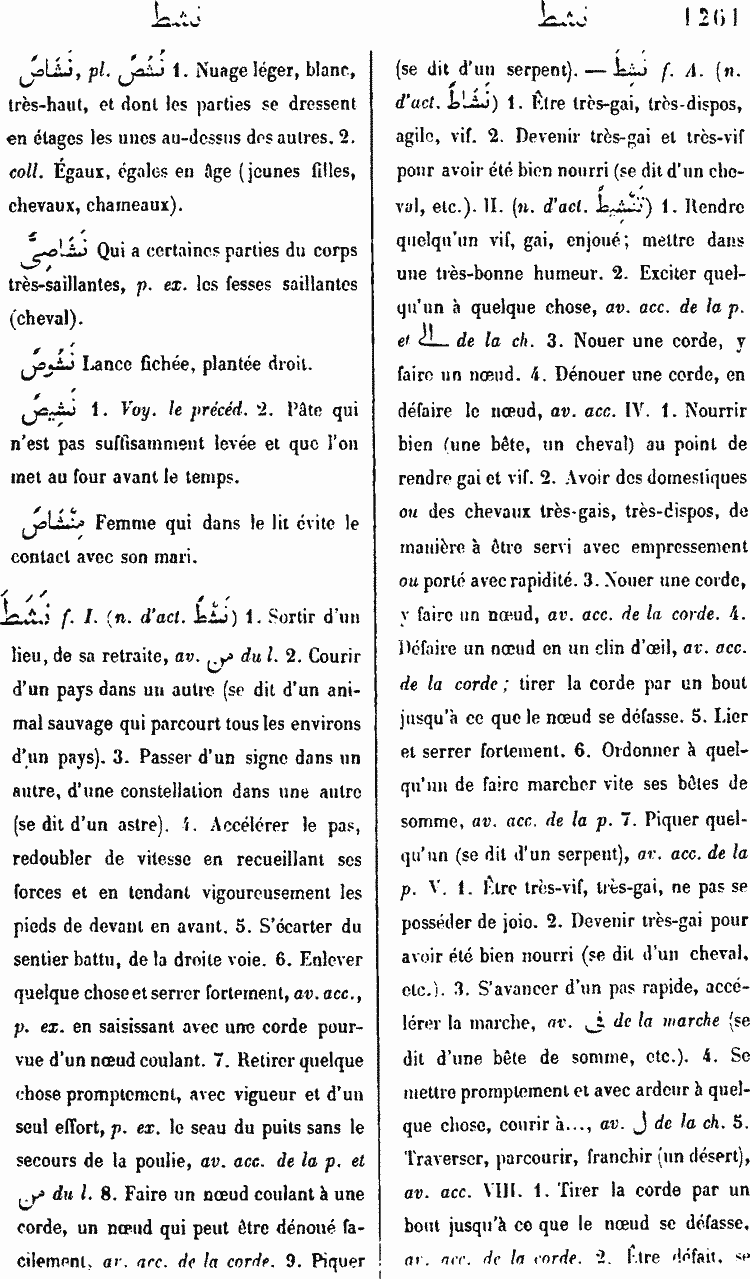 نشط
نشط
1261
نَشَاصٌ, pl. نُشُصٌ 1. Nuage léger, blanc,
très-haut, et dont les parties se dressent
en étages les unes au-dessus des autres. 2.
coll. Égaux, égales en âge (jeunes filles,
chevaux, chameaux).
نَشَاصِىٌّ Qui a certaines parties du corps
très-saillantes, p. ex. les fesses saillantes
(cheval).
نَشُوصٌ Lance fichée, plantée droit.
نَشِيصٌ 1. Voy. le précéd. 2. Pâte qui
n'est pas suffisamment levée et que l'on
met au four avant le temps.
مِنْشَاصٌ Femme qui dans le lit évite le
contact avec son mari.
نَشَطَ f. I. (n. d'act. نَشْطٌ) 1. Sortir d'un
lieu, de sa retraite, av. من du l. 2. Courir
d'un pays dans un autre (se dit d'un ani-
mal sauvage qui parcourt tous les environs
d'un pays). 3. Passer d'un signe dans un
autre, d'une constellation dans une autre
(se dit d'un astre). 4. Accélérer le pas,
redoubler de vitesse en recueillant ses
forces et en tendant vigoureusement les
pieds de devant en avant. 5. S'écarter du
sentier battu, de la droite voie. 6. Enlever
quelque chose et serrer fortement, av. acc.,
p. ex. en saisissant avec une corde pour-
vue d'un nœud coulant. 7. Retirer quelque
chose promptement, avec vigueur et d'un
seul effort, p. ex. le seau du puits sans le
secours de la poulie, av. acc. de la p. et
من du l. 8. Faire un nœud coulant à une
corde, un nœud qui peut être dénoué fa-
cilement, av. acc. de la corde. 9. Piquer
(se dit d'un serpent). — نَشِطَ f. A. (n.
d'act. نَشَاطٌ) 1. Être très-gai, très-dispos,
agile, vif. 2. Devenir très-gai et très-vif
pour avoir été bien nourri (se dit d'un che-
val, etc.). II. (n. d'act. تَنْشِيطٌ) 1. Rendre
quelqu'un vif, gai, enjoué; mettre dans
une très-bonne humeur. 2. Exciter quel-
qu'un à quelque chose, av. acc. de la p.
et إلى de la ch. 3. Nouer une corde, y
faire un nœud. 4. Dénouer une corde, en
défaire le nœud, av. acc. IV. 1. Nourrir
bien (une bête, un cheval) au point de
rendre gai et vif. 2. Avoir des domestiques
ou des chevaux très-gais, très-dispos, de
manière à être servi avec empressement
ou porté avec rapidité. 3. Nouer une corde,
y faire un nœud, av. acc. de la corde. 4.
Défaire un nœud en un clin d'œil, av. acc.
de la corde; tirer la corde par un bout
jusqu'à ce que le nœud se défasse. 5. Lier
et serrer fortement. 6. Ordonner à quel-
qu'un de faire marcher vite ses bêtes de
somme, av. acc. de la p. 7. Piquer quel-
qu'un (se dit d'un serpent), av. acc. de la
p. V. 1. Être très-vif, très-gai, ne pas se
posséder de joie. 2. Devenir très-gai pour
avoir été bien nourri (se dit d'un cheval,
etc.). 3. S'avancer d'un pas rapide, accé-
lérer la marche, av. فى de la marche (se
dit d'une bête de somme, etc.). 4. Se
mettre promptement et avec ardeur à quel-
que chose, courir à..., av. ل de la ch. 5.
Traverser, parcourir, franchir (un désert),
av. acc. VIII. 1. Tirer la corde par un
bout jusqu'à ce que le nœud se défasse,
av. acc. de la corde. 2. Être défait, se